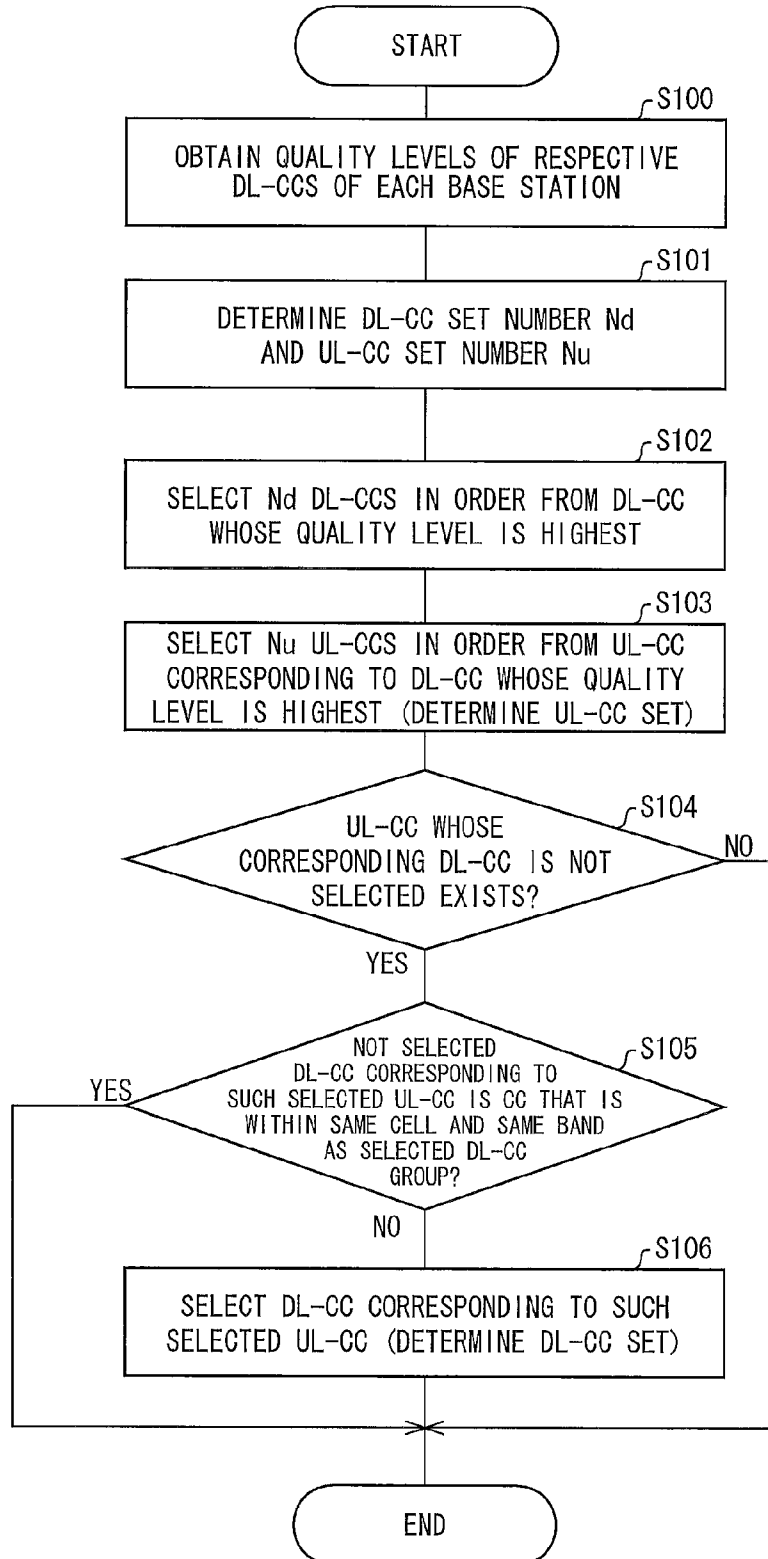 START
S100
OBTAIN QUALITY LEVELS OF RESPECTIVE
DL-CCS OF EACH BASE STATION
S101
DETERMINE DL-CC SET NUMBER Nd
AND UL-CC SET NUMBER Nu
S102
SELECT Nd DL-CCS IN ORDER FROM DL-CC
WHOSE QUALITY LEVEL IS HIGHEST
S103
SELECT Nu UL-CCS IN ORDER FROM UL-CC
CORRESPONDING TO DL-CC WHOSE QUALITY
LEVEL IS HIGHEST (DETERMINE UL-CC SET)
S104
UL-CC WHOSE
CORRESPONDING DL-CC IS NOT
SELECTED EXISTS?
NO
YES
S105
NOT SELECTED
DL-CC CORRESPONDING TO
SUCH SELECTED UL-CC IS CC THAT IS
WITHIN SAME CELL AND SAME BAND
AS SELECTED DL-CC
GROUP?
YES
NO
S106
SELECT DL-CC CORRESPONDING TO SUCH
SELECTED UL-CC (DETERMINE DL-CC SET)
END